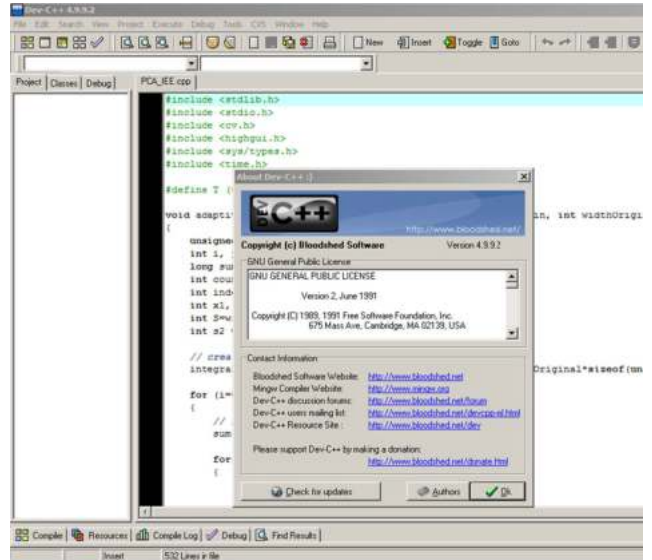 Dev-C++ 4.9.9.2
File Edit Search View Project Execute Debug Tools CVS Window Help
New Insert Toggle Goto
Project Classes Debug
PCA_IEE.cpp
#include <stdlib.h>
#include <stdio.h>
#include <cv.h>
#include <highgui.h>
#include <sys/types.h>
#include <time.h>
#define T (
void adapti
in, int widthOrigi
{
unsigned
int i,
long su
int cou
int ind
int x1,
int S=w
int s2
// crea
integra
Original*sizeof(un
for (i=
{
//
sum
for
{
About Dev-C++ :)
DEV C++
http://www.bloodshed.net/
Copyright (c) Bloodshed Software Version 4.9.9.2
GNU General Public License
GNU GENERAL PUBLIC LICENSE
Version 2, June 1991
Copyright (C) 1989, 1991 Free Software Foundation, Inc.
675 Mass Ave, Cambridge, MA 02139, USA
Contact Information
Bloodshed Software Website: http://www.bloodshed.net
Mingw Compiler Website: http://www.mingw.org
Dev-C++ discussion forums: http://www.bloodshed.net/forum
Dev-C++ users mailing list: http://www.bloodshed.net/devcpp-ml.html
Dev-C++ Resource Site : http://www.bloodshed.net/dev
Please support Dev-C++ by making a donation:
http://www.bloodshed.net/donate.html
Check for updates Authors Ok
Compile Resources Compile Log Debug Find Results
Insert 532 Lines in file